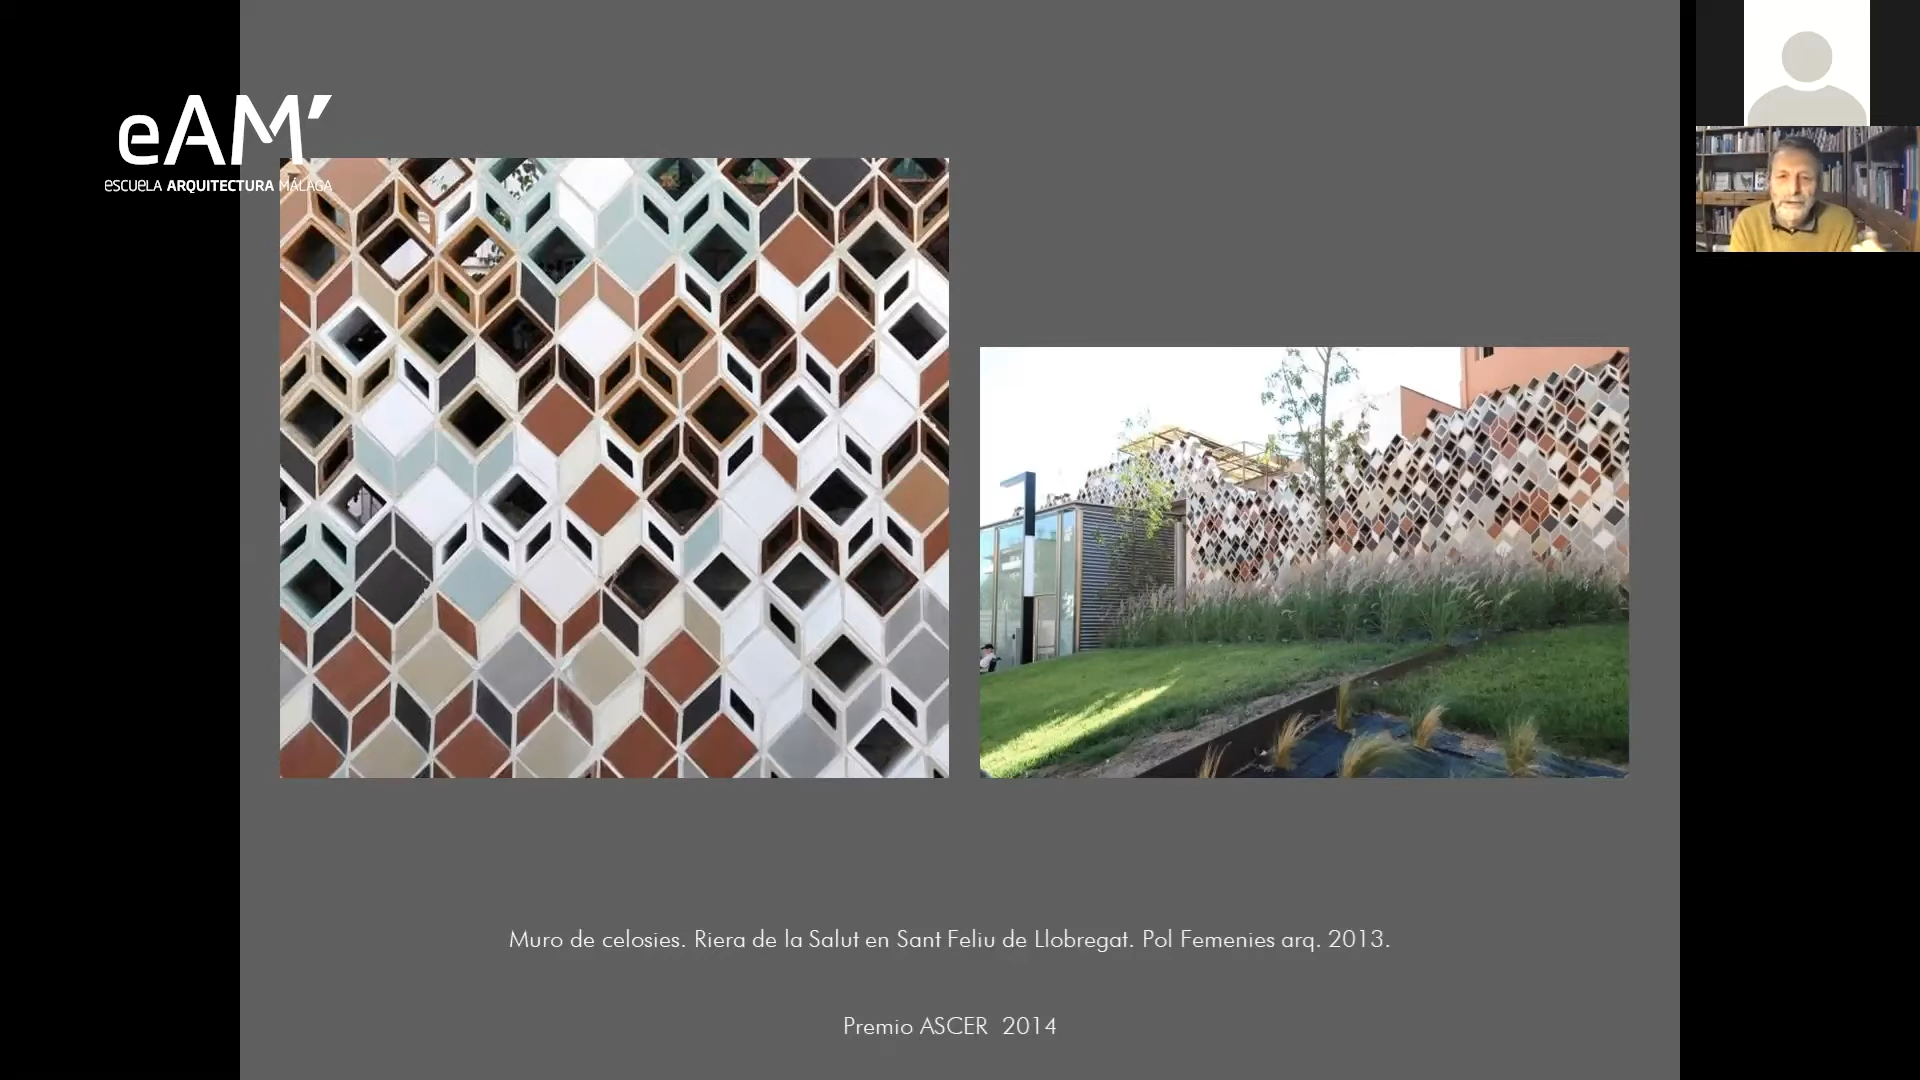 eAM'
ESCUELA ARQUITECTURA MÁLAGA
Muro de celosies. Riera de la Salut en Sant Feliu de Llobregat. Pol Femenies arq. 2013.
Premio ASCER 2014